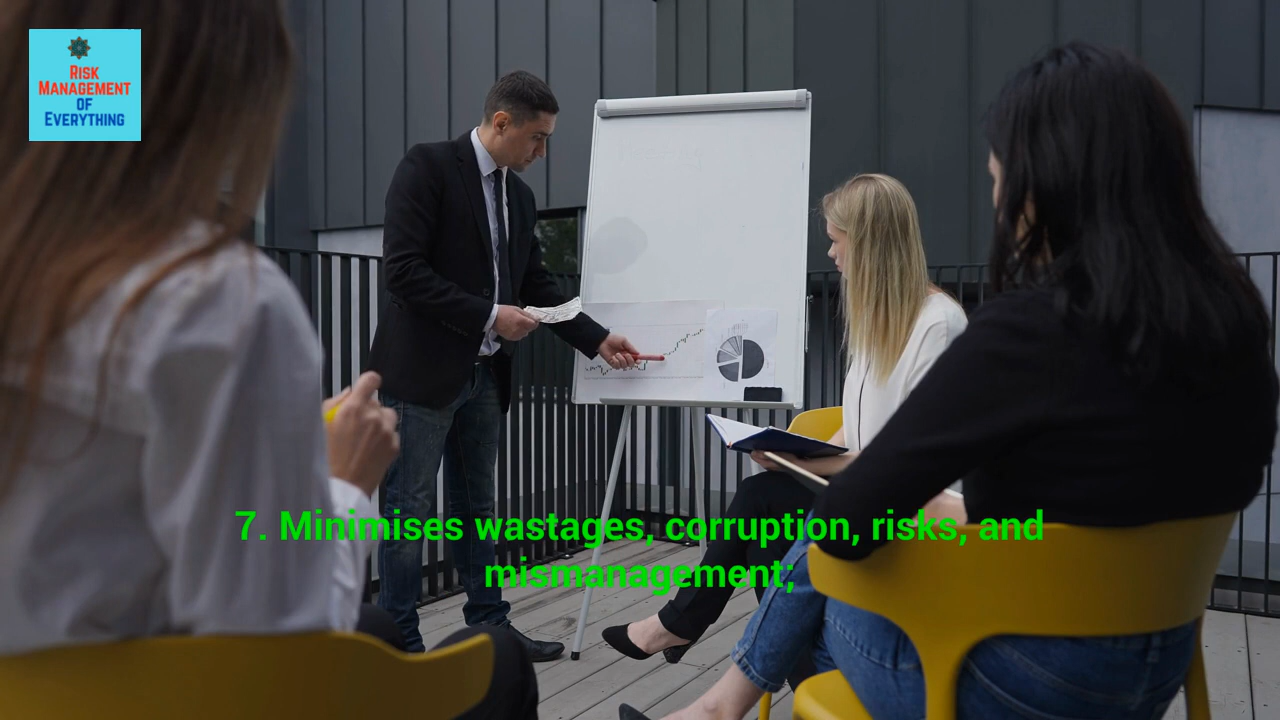 RISK
MANAGEMENT
OF
EVERYTHING
7. Minimises wastages, corruption, risks, and
mismanagement;